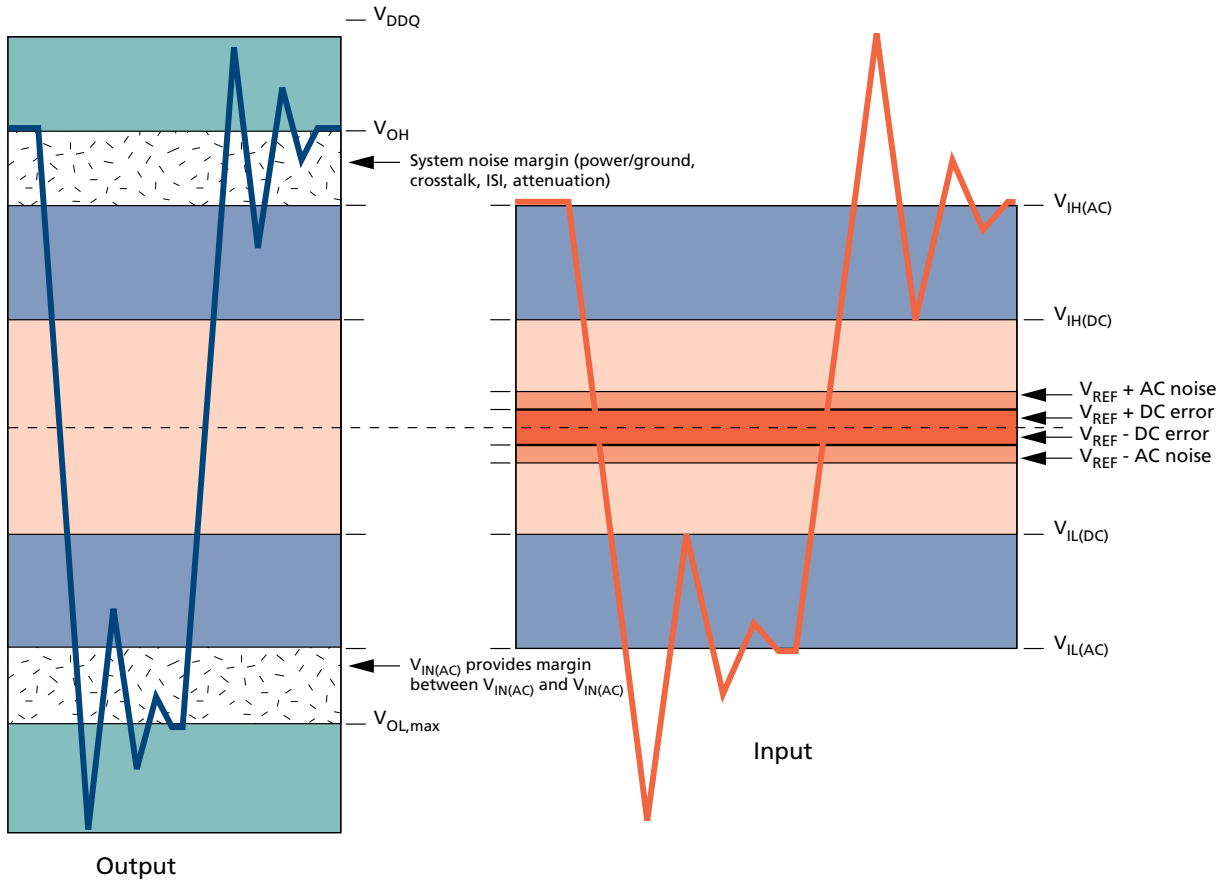 V_DDQ
V_OH
System noise margin (power/ground,
crosstalk, ISI, attenuation)
V_IN(AC) provides margin
between V_IN(AC) and V_IN(AC)
V_OL,max
Output
V_IH(AC)
V_IH(DC)
V_REF + AC noise
V_REF + DC error
V_REF - DC error
V_REF - AC noise
V_IL(DC)
V_IL(AC)
Input